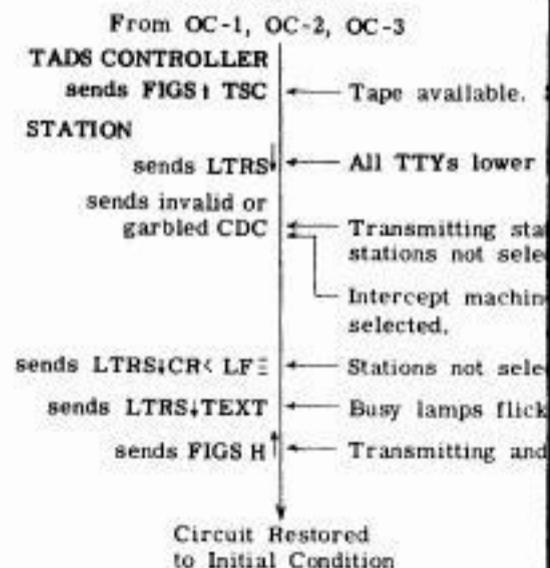 From OC-1, OC-2, OC-3
TADS CONTROLLER
sends FIGS↑ TSC
Tape available.
STATION
sends LTRS↓
All TTYs lower
sends invalid or
garbled CDC
Transmitting sta
stations not sele
Intercept machin
selected.
sends LTRS↓CR< LF≡
Stations not sele
sends LTRS↓TEXT
Busy lamps flick
sends FIGS H↑
Transmitting and
Circuit Restored
to Initial Condition